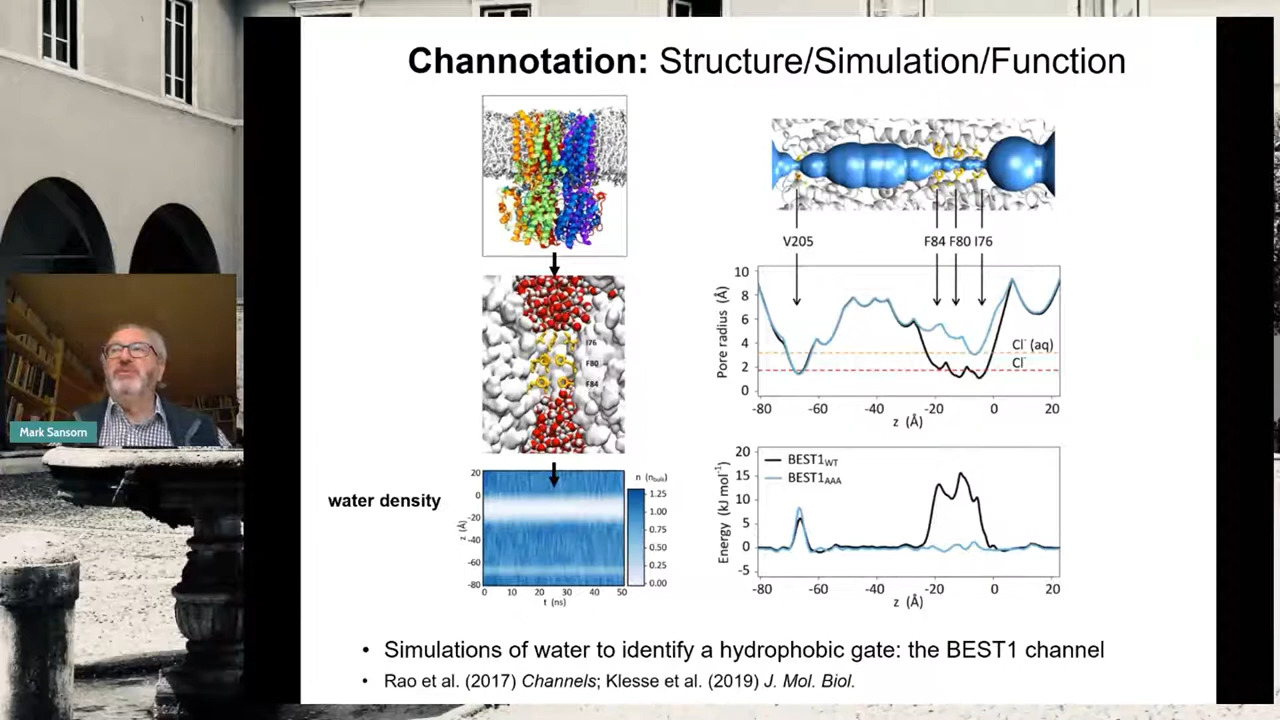 Channotation: Structure/Simulation/Function
I76
F80
F84
water density
20
0
-20
-40
-60
-80
z (Å)
0 10 20 30 40 50
t (ns)
n (nbulk)
1.25
1.00
0.75
0.50
0.25
0.00
V205 F84 F80 I76
10
8
6
4
2
0
Pore radius (Å)
Cl⁻ (aq)
Cl⁻
-80 -60 -40 -20 0 20
z (Å)
20
15
10
5
0
-5
Energy (kJ mol⁻¹)
BEST1WT
BEST1AAA
-80 -60 -40 -20 0 20
z (Å)
• Simulations of water to identify a hydrophobic gate: the BEST1 channel
• Rao et al. (2017) Channels; Klesse et al. (2019) J. Mol. Biol.
Mark Sansom